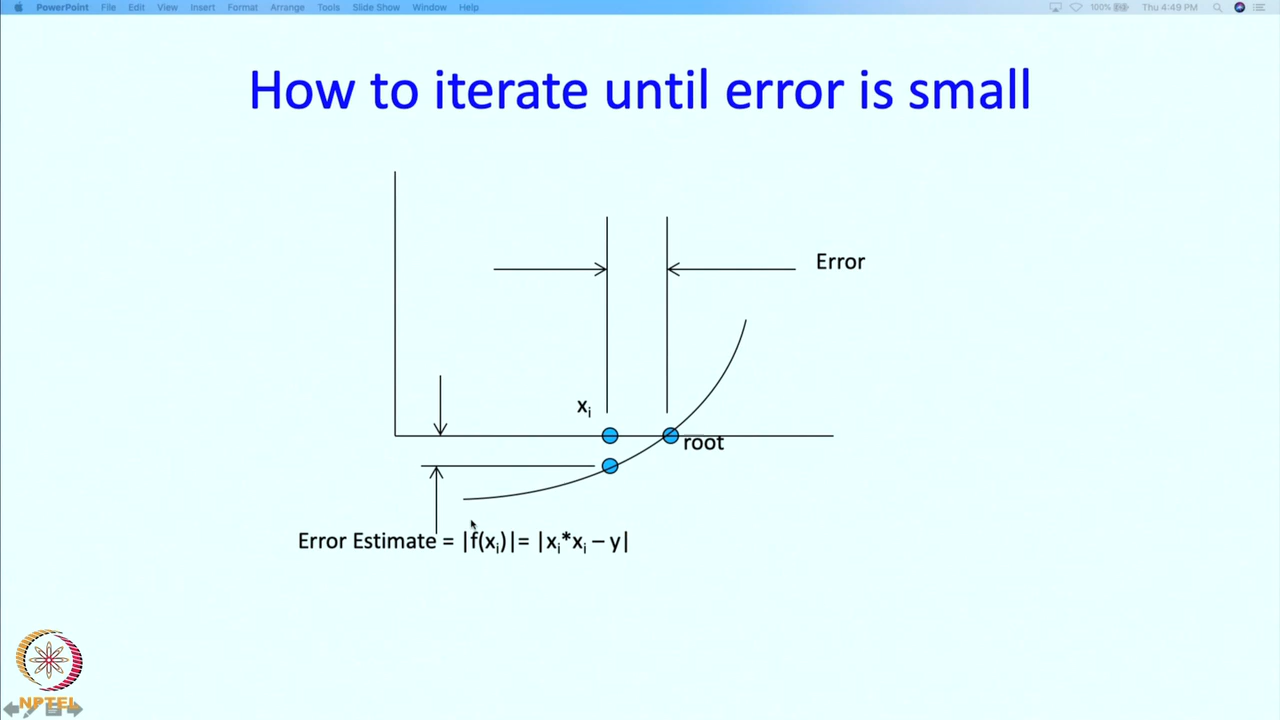 PowerPoint File Edit View Insert Format Arrange Tools Slide Show Window Help 100% Thu 4:49 PM
How to iterate until error is small
Error
xᵢ
root
Error Estimate = |f(xᵢ)|= |xᵢ*xᵢ – y|
NPTEL